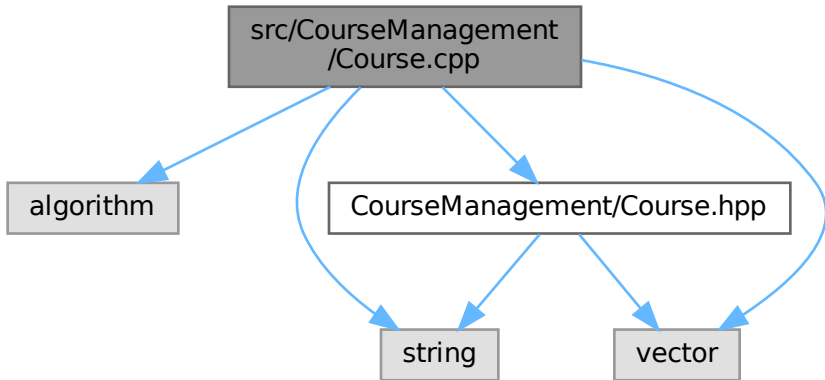 src/CourseManagement
/Course.cpp
algorithm
CourseManagement/Course.hpp
string
vector